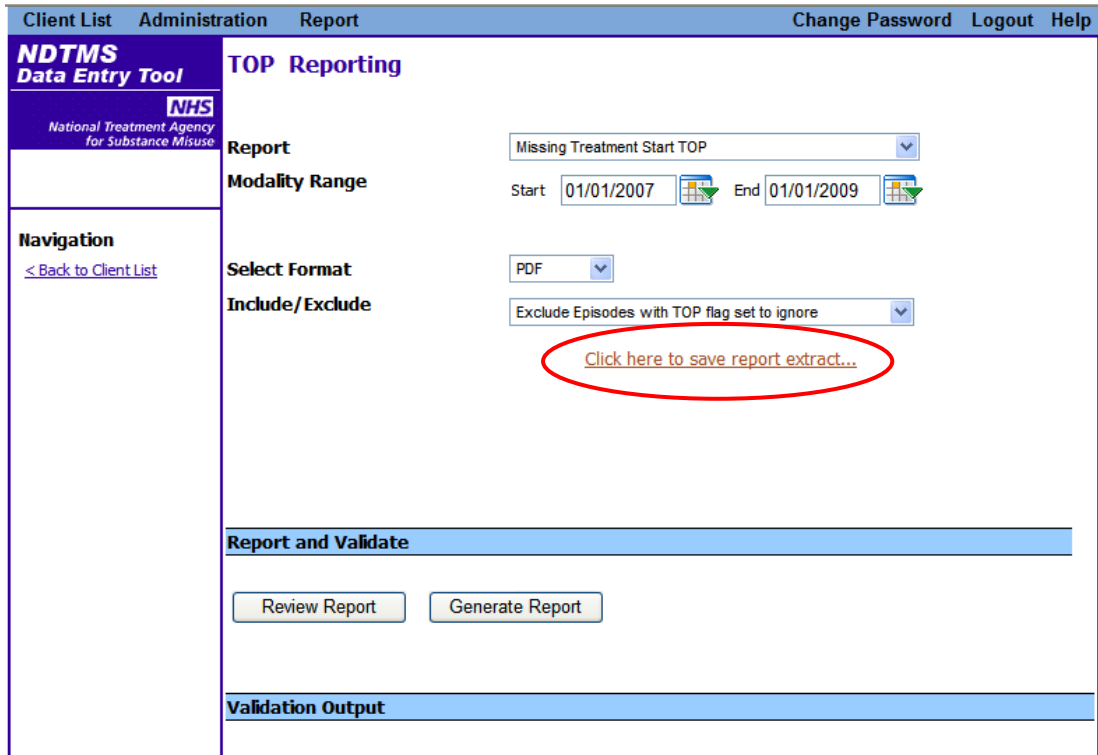 Client List Administration Report Change Password Logout Help
NDTMS
Data Entry Tool
NHS
National Treatment Agency
for Substance Misuse
TOP Reporting
Report Missing Treatment Start TOP
Modality Range Start 01/01/2007 End 01/01/2009
Navigation
< Back to Client List
Select Format PDF
Include/Exclude Exclude Episodes with TOP flag set to ignore
Click here to save report extract...
Report and Validate
Review Report Generate Report
Validation Output